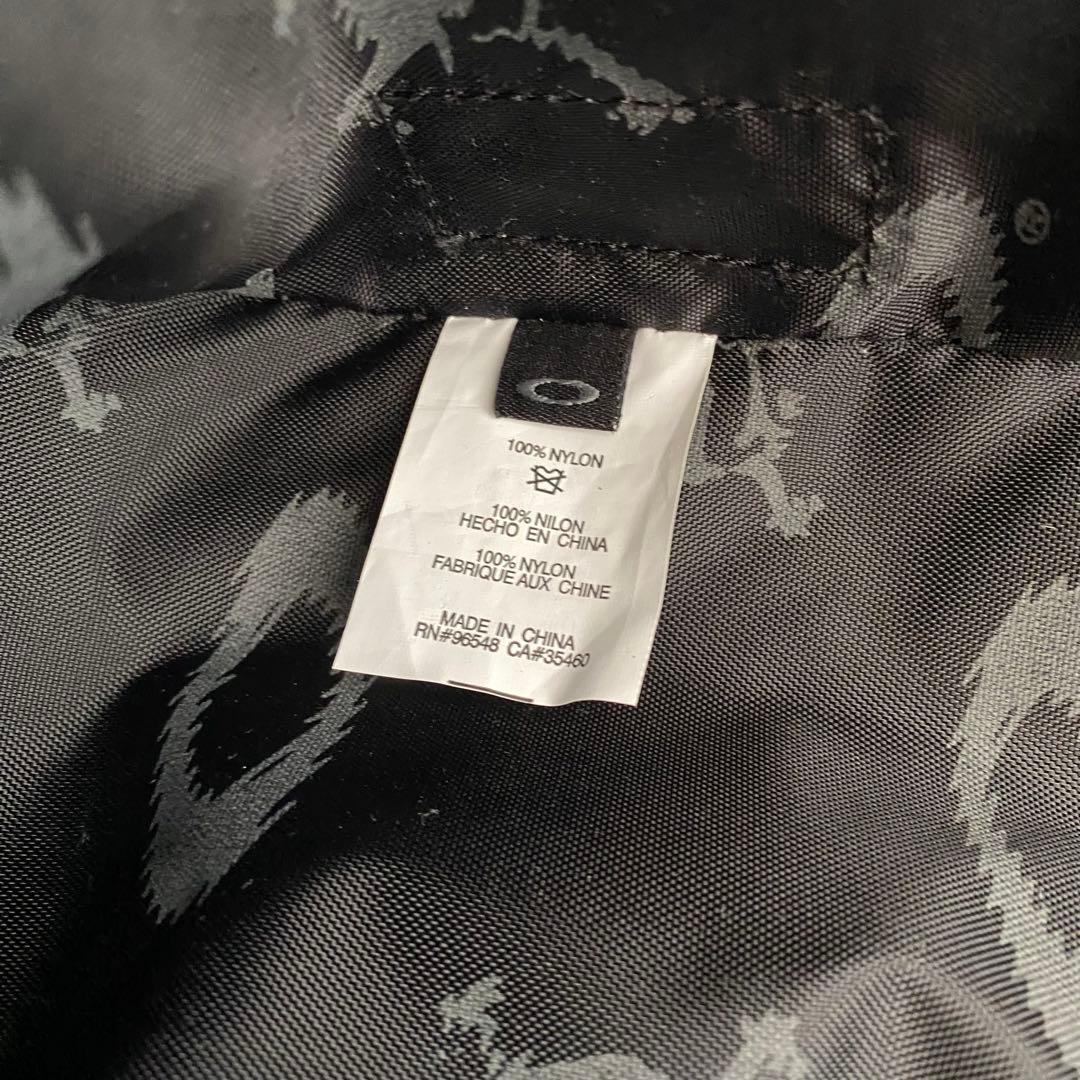 100% NYLON
100% NILON
HECHO EN CHINA
100% NYLON
FABRIQUE AUX CHINE
MADE IN CHINA
RN#96548 CA#35460